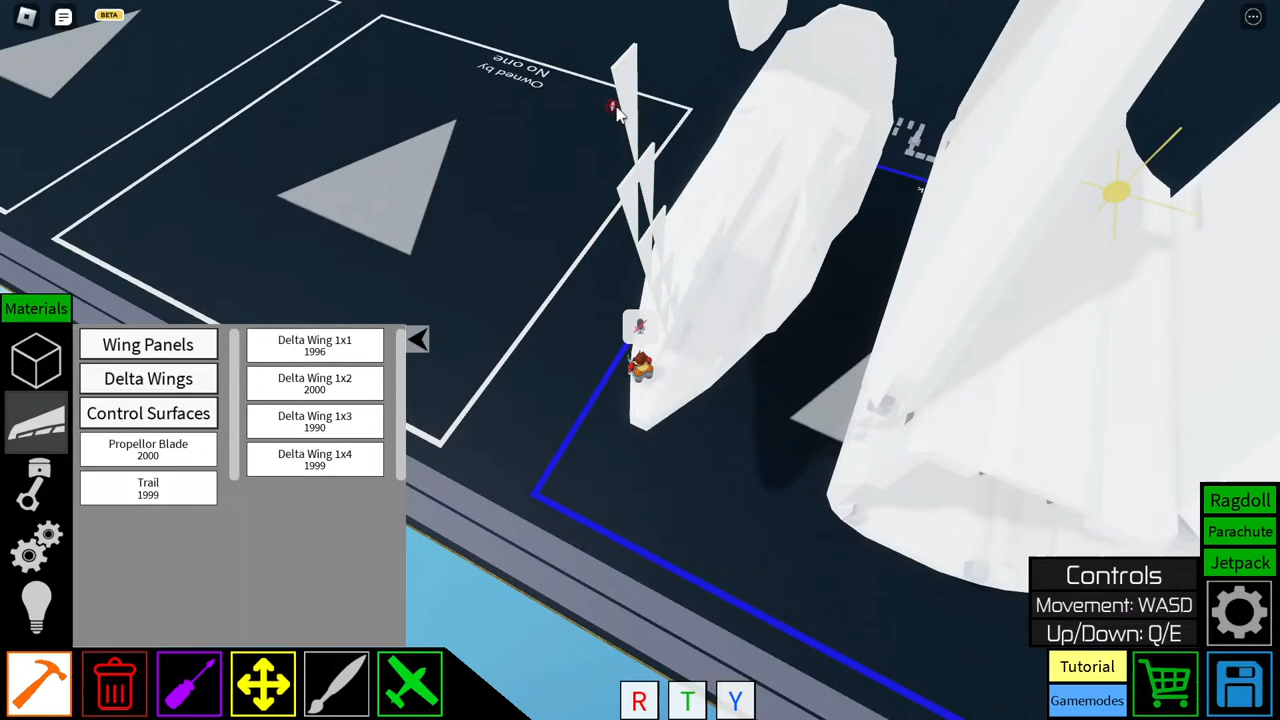 BETA
Owned by
No one
Materials
Wing Panels
Delta Wings
Control Surfaces
Propellor Blade
2000
Trail
1999
Delta Wing 1x1
1996
Delta Wing 1x2
2000
Delta Wing 1x3
1990
Delta Wing 1x4
1999
Ragdoll
Parachute
Jetpack
Controls
Movement: WASD
Up/Down: Q/E
Tutorial
Gamemodes
R T Y